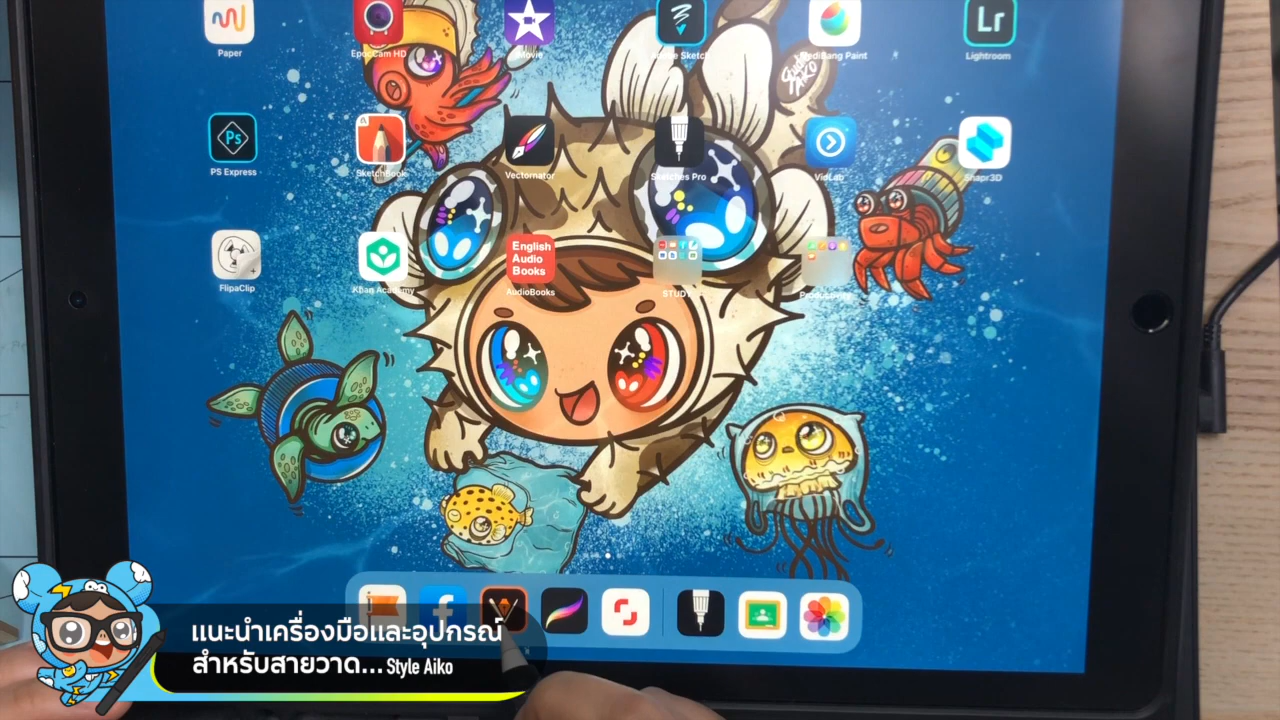 Paper
EpocCam HD
iMovie
MediBang Paint
Lr
Lightroom
Studio
AIKO
Ps
PS Express
SketchBook
Vectornator
Sketches Pro
VidLab
Shapr3D
FlipaClip
Khan Academy
English
Audio
Books
AudioBooks
STUDY
Productivity
แนะนำเครื่องมือและอุปกรณ์
สำหรับสายวาด... Style Aiko